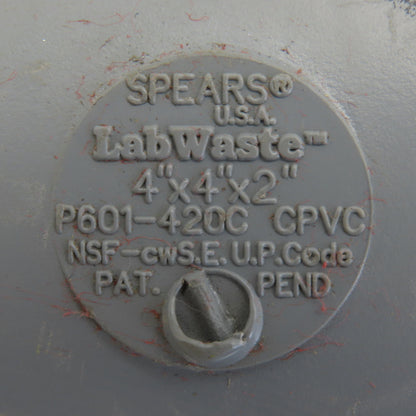 SPEARS®
U.S.A.
LabWaste™
4"x4"x2"
P601-420C CPVC
NSF-cwS.E. U.P.Code
PAT. PEND